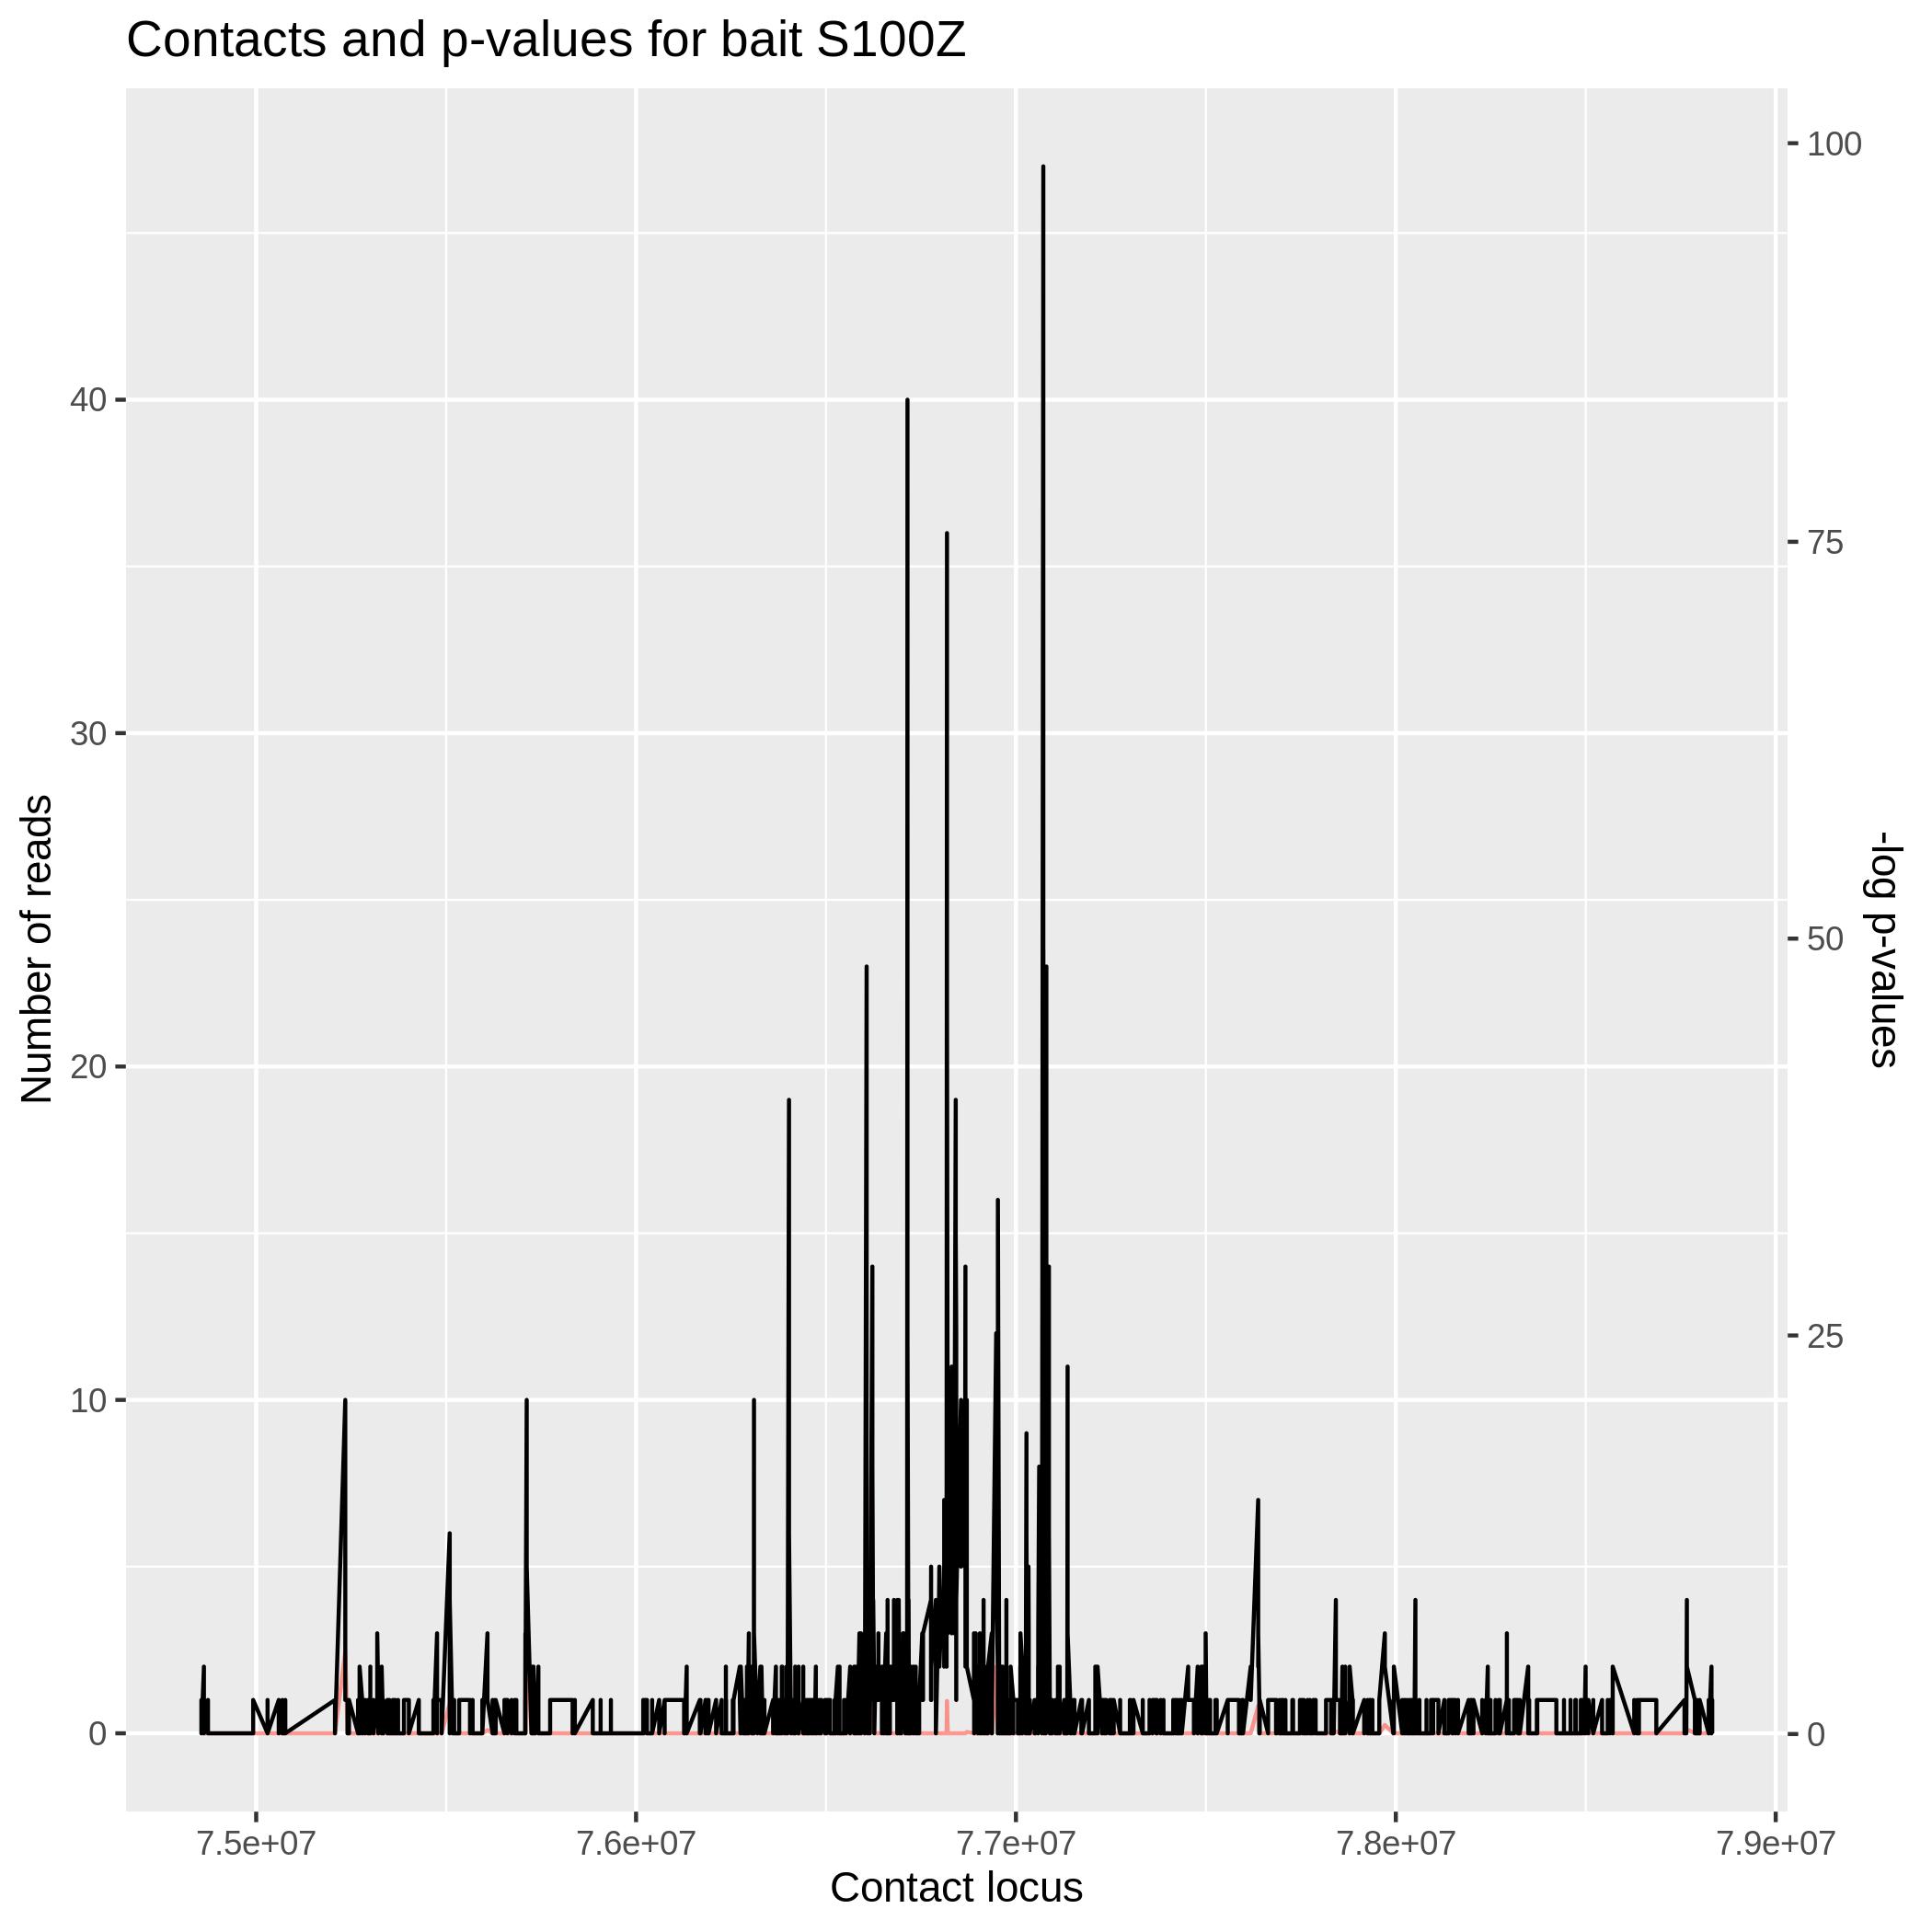 Contacts and p-values for bait S100Z
Number of reads
40
30
20
10
0
100
75
50
25
0
-log p-values
7.5e+07 7.6e+07 7.7e+07 7.8e+07 7.9e+07
Contact locus